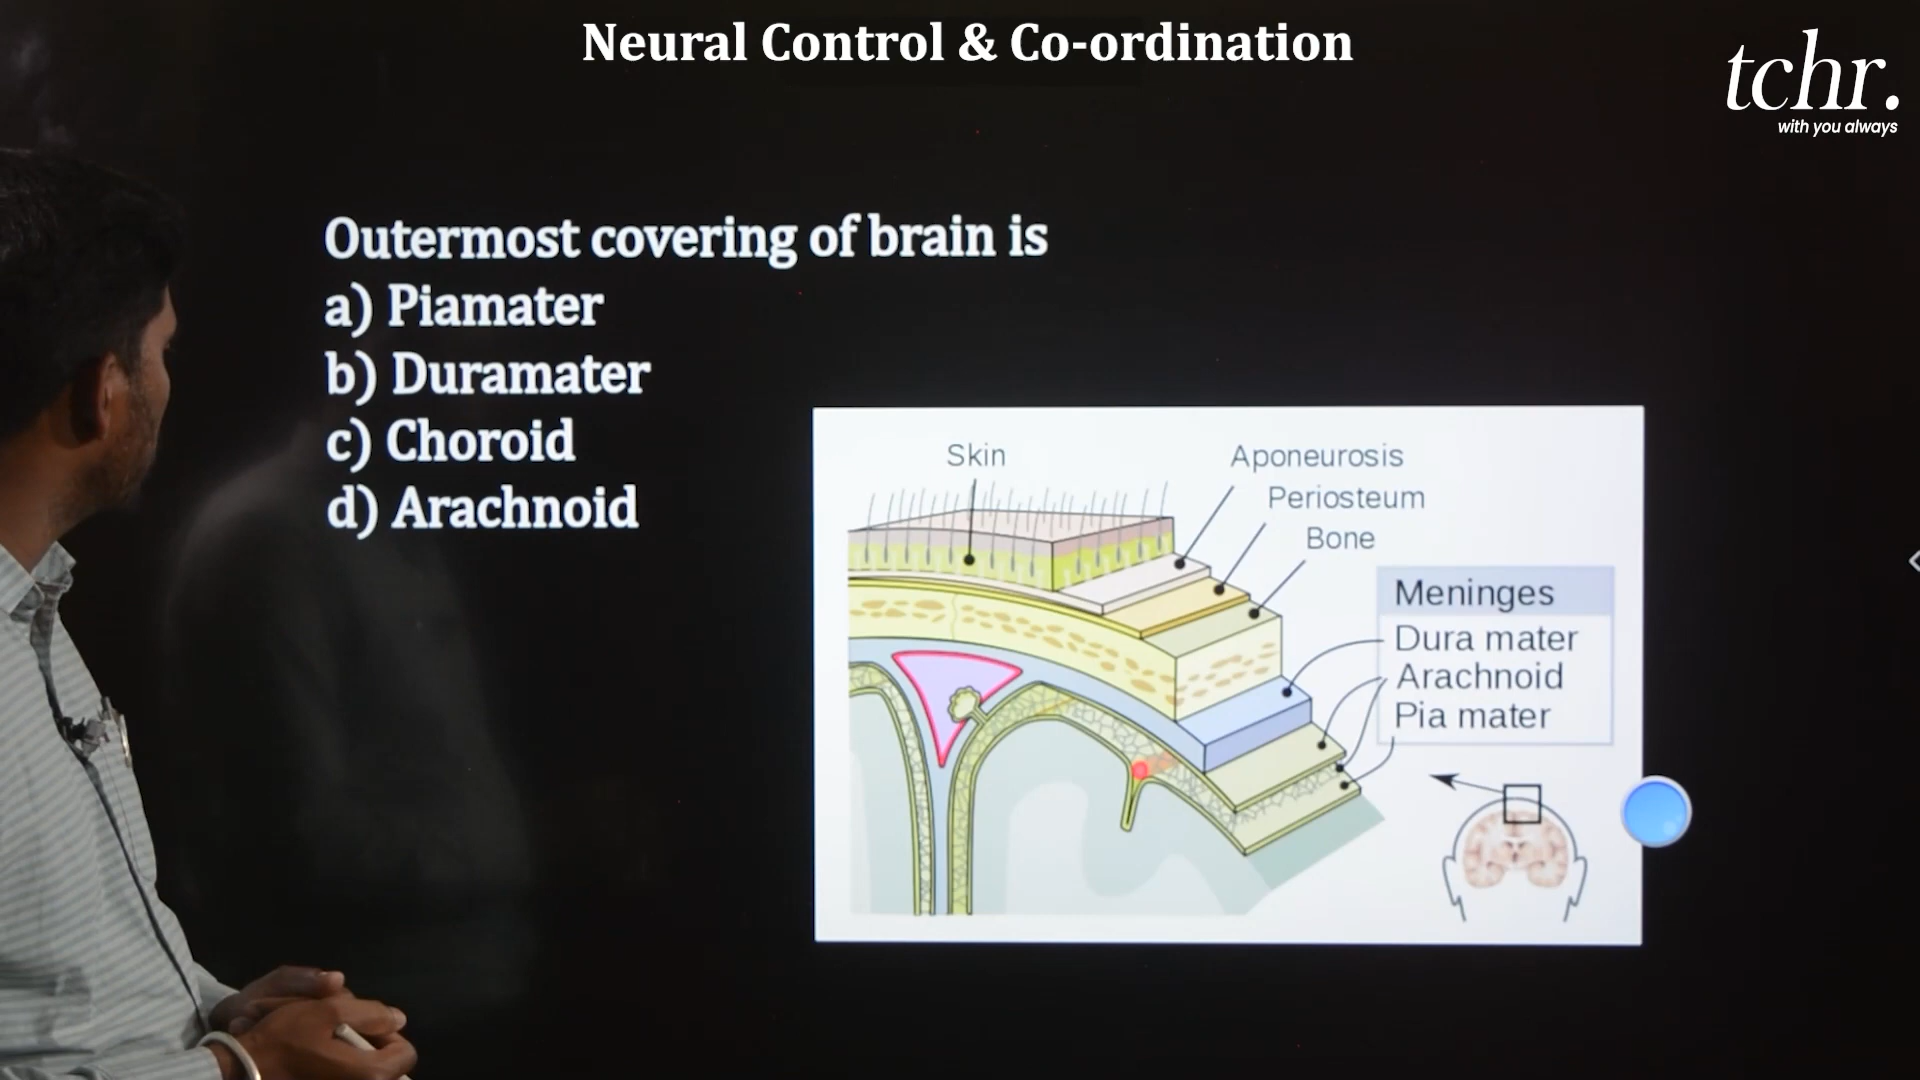 Neural Control & Co-ordination
tchr.
with you always
Outermost covering of brain is
a) Piamater
b) Duramater
c) Choroid
d) Arachnoid
Skin
Aponeurosis
Periosteum
Bone
Meninges
Dura mater
Arachnoid
Pia mater